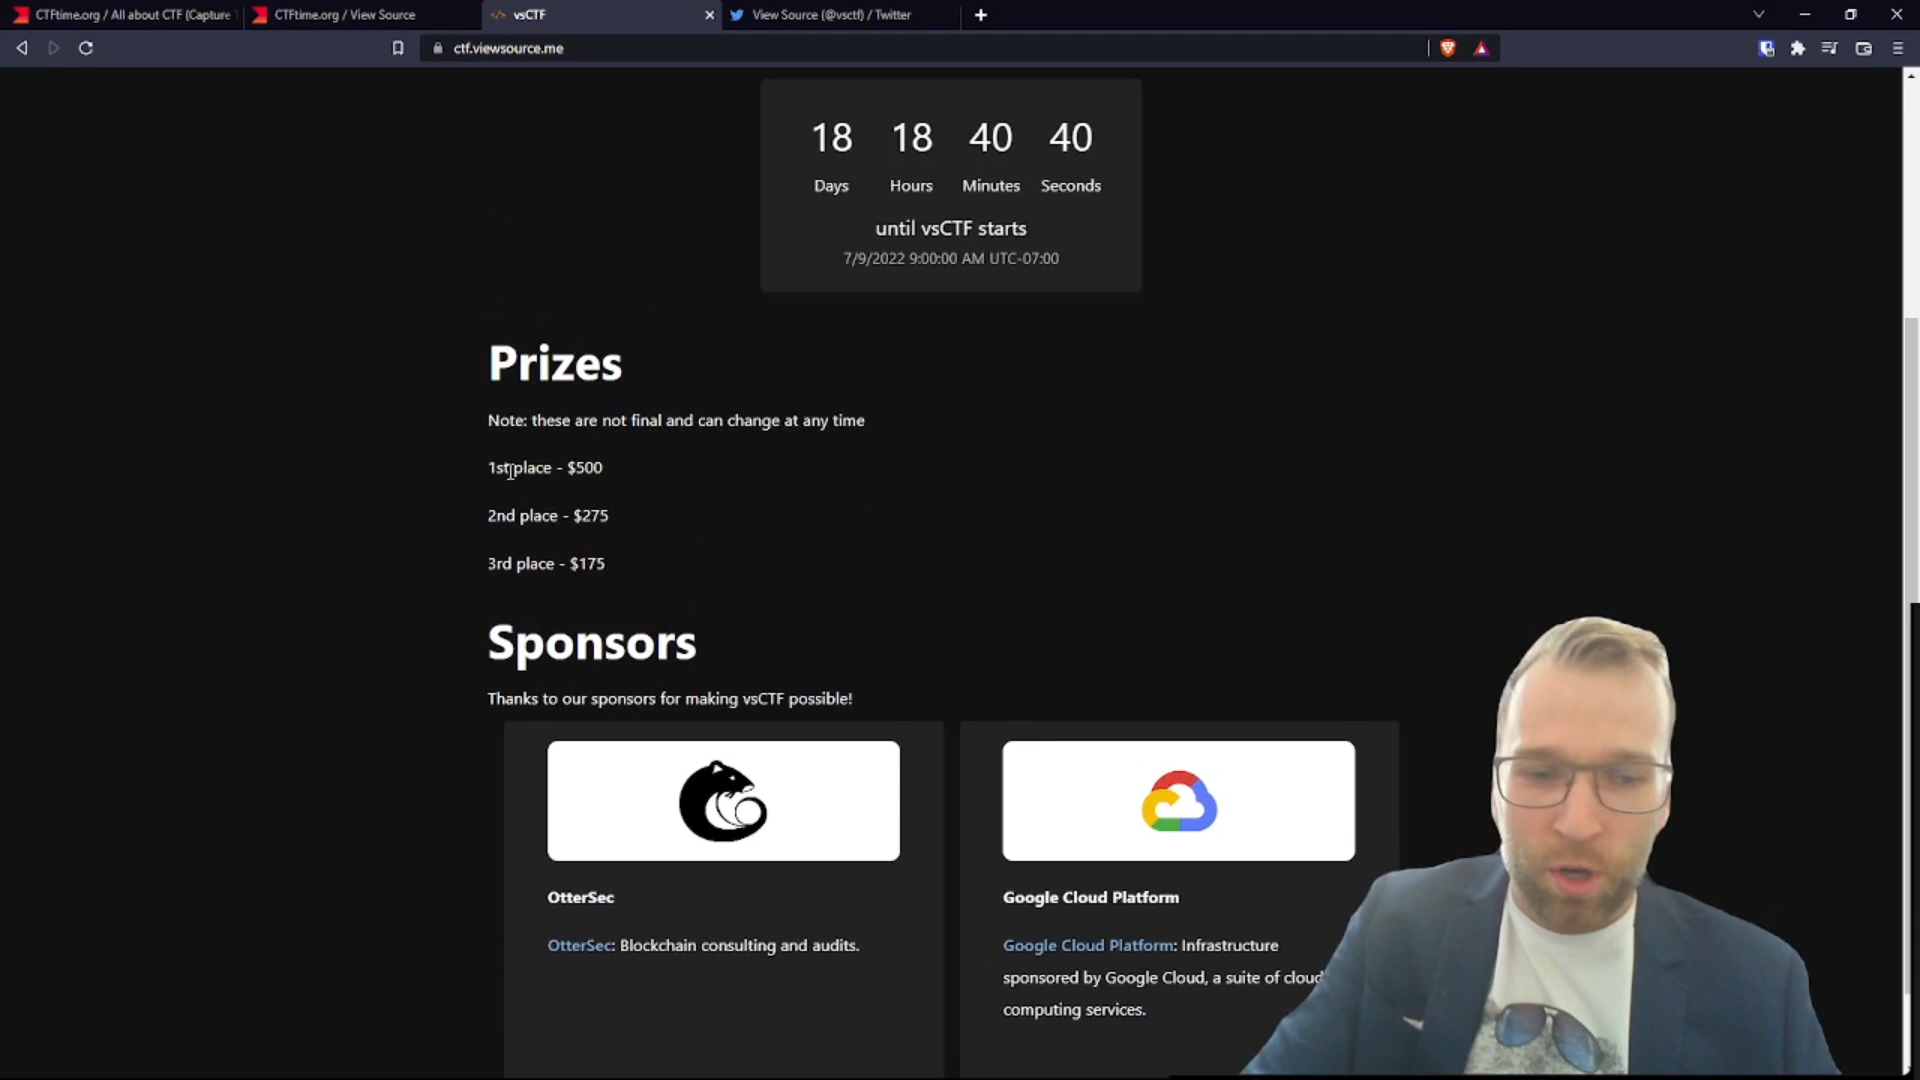 CTFtime.org / All about CTF (Capture
CTFtime.org / View Source
vsCTF
View Source (@vsctf) / Twitter
ctf.viewsource.me
18 18 40 40
Days Hours Minutes Seconds
until vsCTF starts
7/9/2022 9:00:00 AM UTC-07:00
Prizes
Note: these are not final and can change at any time
1st place - $500
2nd place - $275
3rd place - $175
Sponsors
Thanks to our sponsors for making vsCTF possible!
OtterSec
OtterSec: Blockchain consulting and audits.
Google Cloud Platform
Google Cloud Platform: Infrastructure
sponsored by Google Cloud, a suite of cloud
computing services.